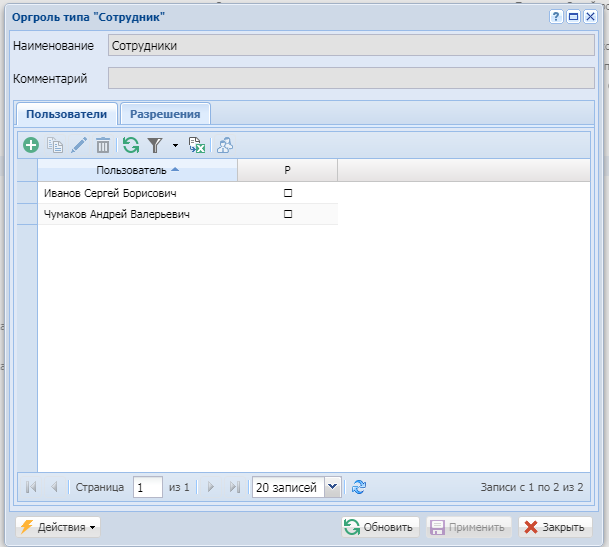 Оргроль типа "Сотрудник"
Наименование Сотрудники
Комментарий
Пользователи Разрешения
Пользователь Р
Иванов Сергей Борисович
Чумаков Андрей Валерьевич
Страница 1 из 1 20 записей Записи с 1 по 2 из 2
Действия Обновить Применить Закрыть